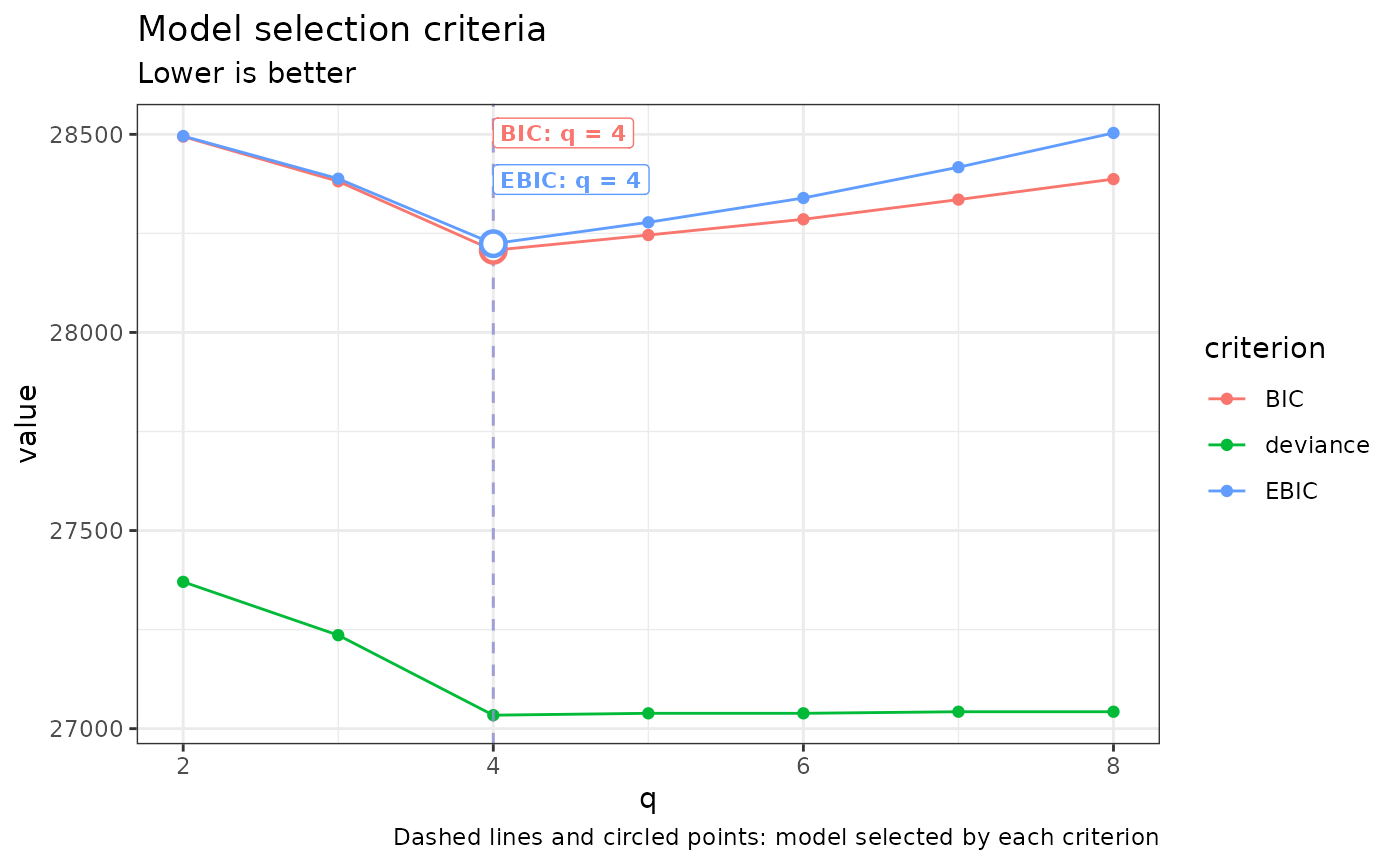 Model selection criteria
Lower is better
BIC: q = 4
EBIC: q = 4
28500
28000
27500
27000
value
2
4
6
8
q
criterion
BIC
deviance
EBIC
Dashed lines and circled points: model selected by each criterion